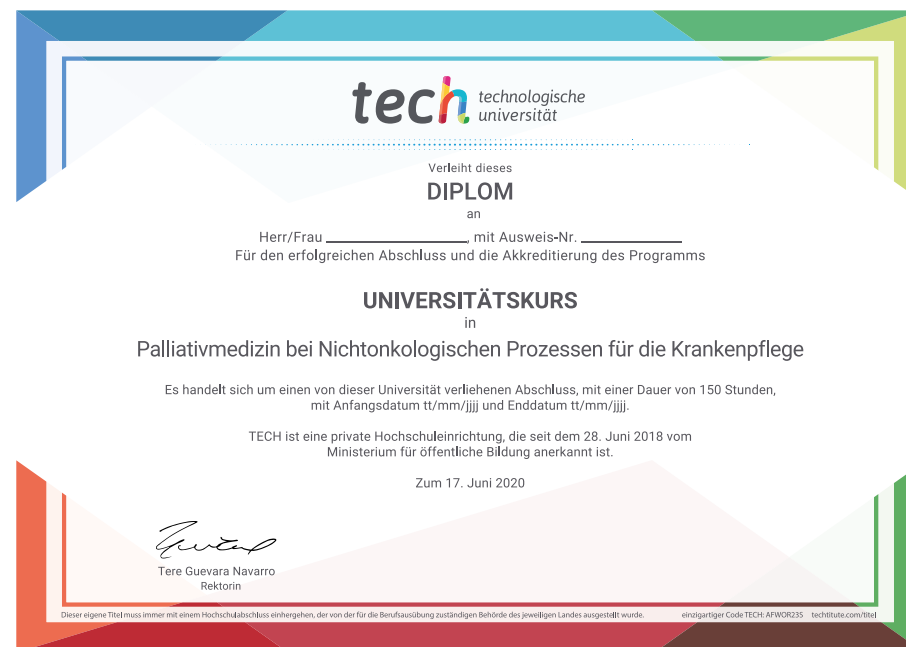 tech technologische
universität
Verleiht dieses
DIPLOM
an
Herr/Frau ____________, mit Ausweis-Nr. ____________
Für den erfolgreichen Abschluss und die Akkreditierung des Programms
UNIVERSITÄTSKURS
in
Palliativmedizin bei Nichtonkologischen Prozessen für die Krankenpflege
Es handelt sich um einen von dieser Universität verliehenen Abschluss, mit einer Dauer von 150 Stunden,
mit Anfangsdatum tt/mm/jjjj und Enddatum tt/mm/jjjj.
TECH ist eine private Hochschuleinrichtung, die seit dem 28. Juni 2018 vom
Ministerium für öffentliche Bildung anerkannt ist.
Zum 17. Juni 2020
Tere Guevara Navarro
Rektorin
Dieser eigene Titel muss immer mit einem Hochschulabschluss einhergehen, der von der für die Berufsausübung zuständigen Behörde des jeweiligen Landes ausgestellt wurde. einzigartiger Code TECH: AFWOR235 techtitute.com/titel